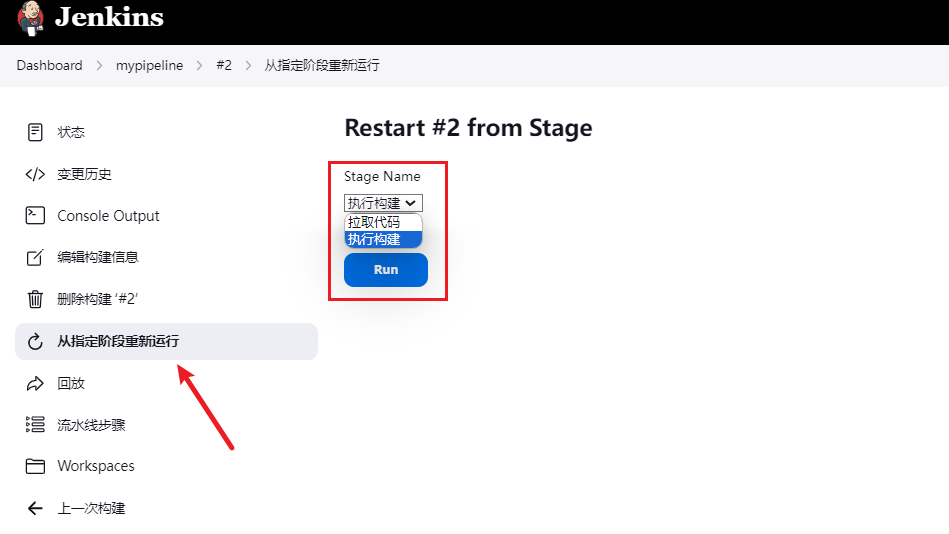 Jenkins
Dashboard > mypipeline > #2 > 从指定阶段重新运行
状态
变更历史
Console Output
编辑构建信息
删除构建 ‘#2’
从指定阶段重新运行
回放
流水线步骤
Workspaces
上一次构建
Restart #2 from Stage
Stage Name
执行构建
拉取代码
执行构建
Run